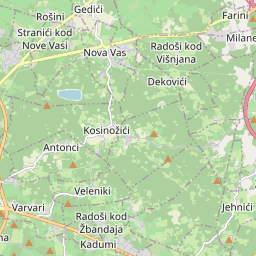 Gedići
Rošini
Farini
Stranići kod
Nove Vasi
Nova Vas
Radoši kod
Višnjana
Milane
Dekovići
Kosinožići
Antonci
Veleniki
Varvari
Radoši kod
Žbandaja
Kadumi
Jehnići
na